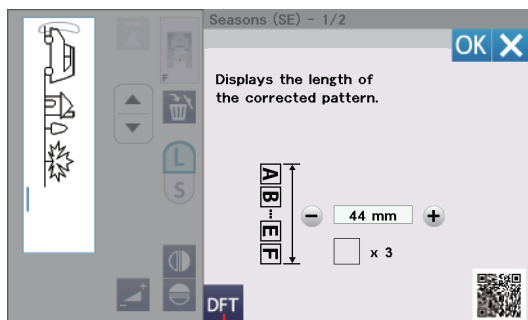 Seasons (SE) - 1/2
OK
F
Displays the length of
the corrected pattern.
L
S
A
B
E
F
44 mm
x 3
DFT